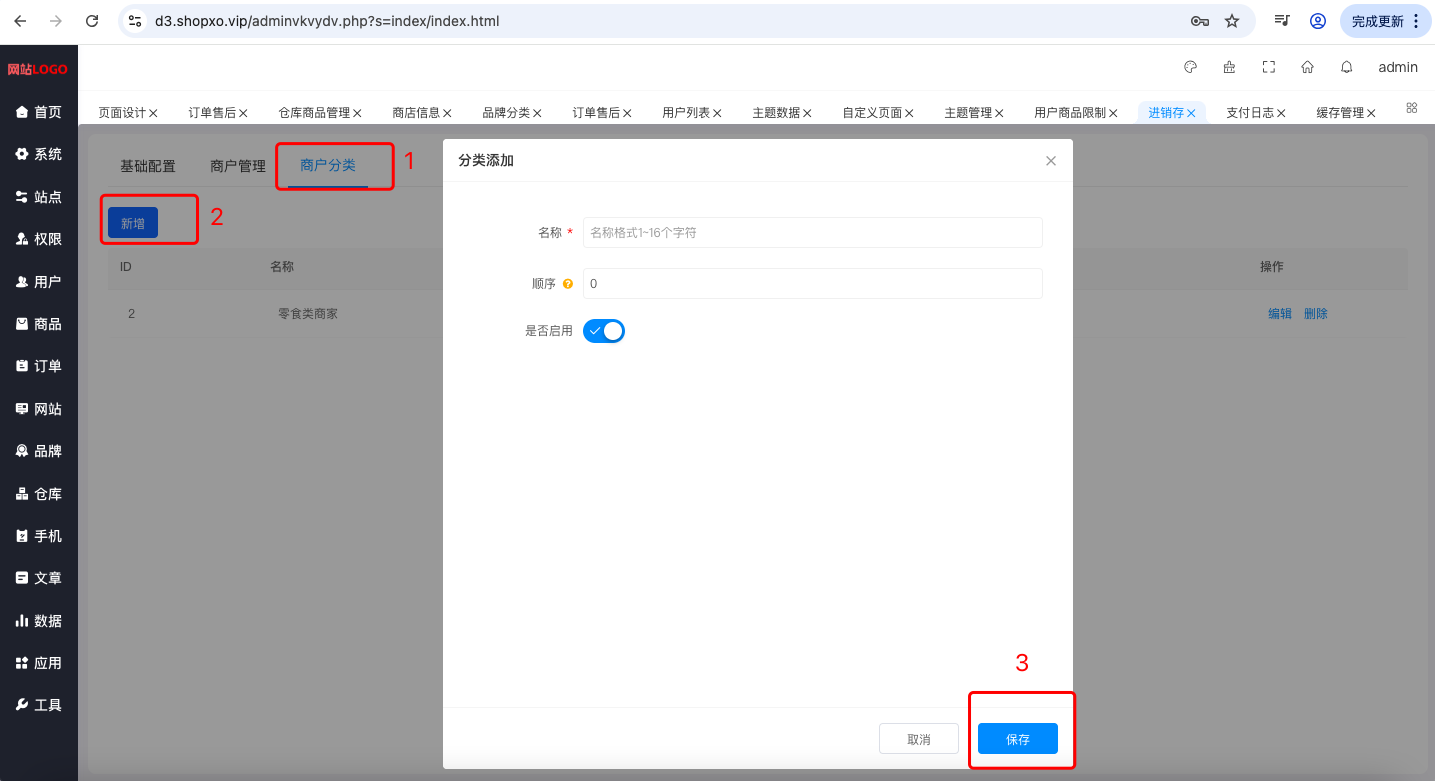 d3.shopxo.vip/adminvkvydv.php?s=index/index.html
完成更新
网站LOGO
admin
页面设计 订单售后 仓库商品管理 商店信息 品牌分类 订单售后 用户列表 主题数据 自定义页面 主题管理 用户商品限制 进销存 支付日志 缓存管理
首页
系统
站点
权限
用户
商品
订单
网站
品牌
仓库
手机
文章
数据
应用
工具
基础配置 商户管理 商户分类 1
新增 2
ID 名称 操作
2 零食类商家 编辑 删除
分类添加
名称 * 名称格式1~16个字符
顺序 ? 0
是否启用
3
取消 保存